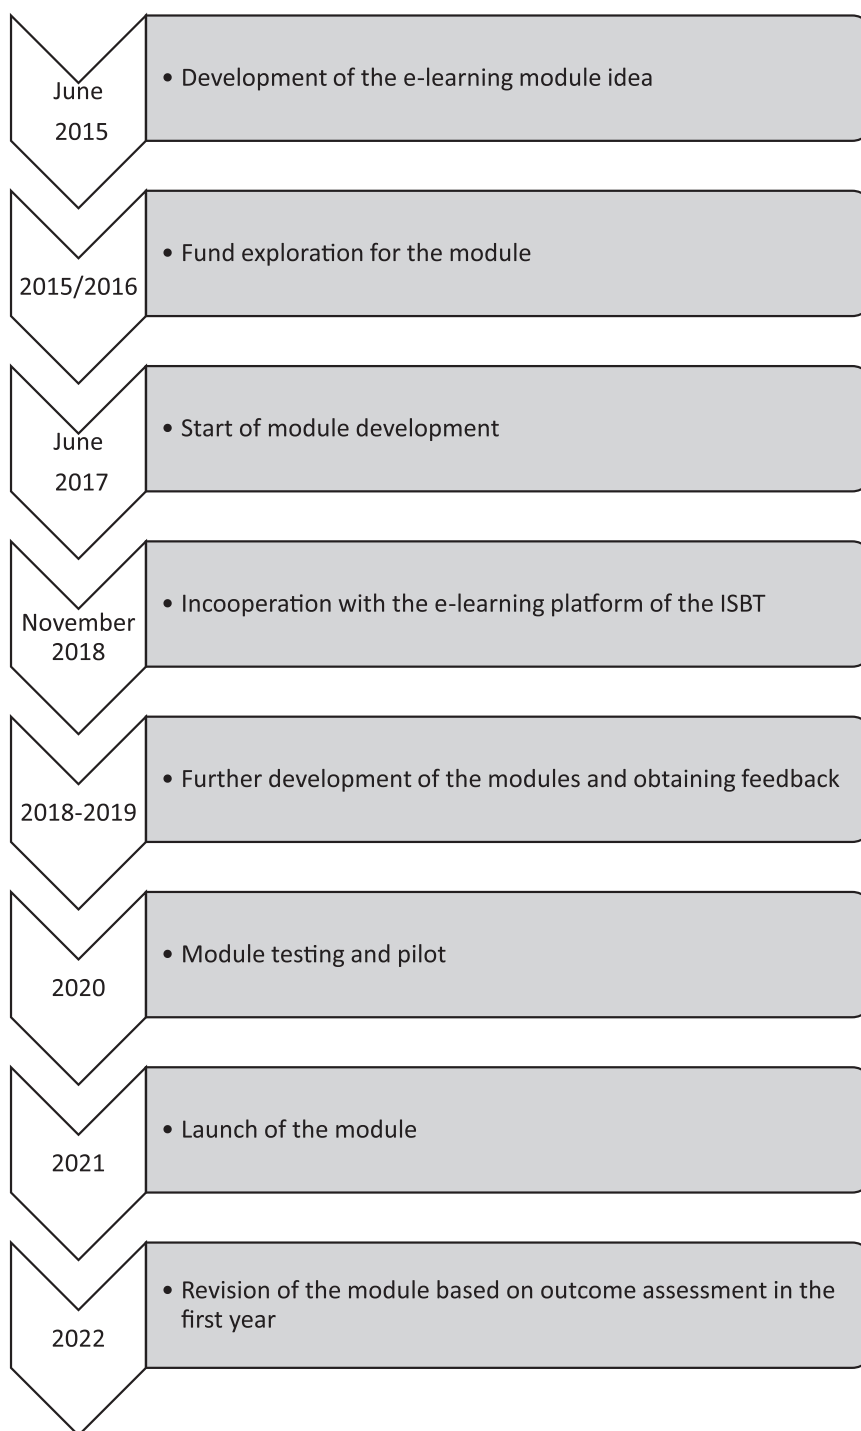 June
2015
• Development of the e-learning module idea
2015/2016
• Fund exploration for the module
June
2017
• Start of module development
November
2018
• Incooperation with the e-learning platform of the ISBT
2018-2019
• Further development of the modules and obtaining feedback
2020
• Module testing and pilot
2021
• Launch of the module
2022
• Revision of the module based on outcome assessment in the
first year